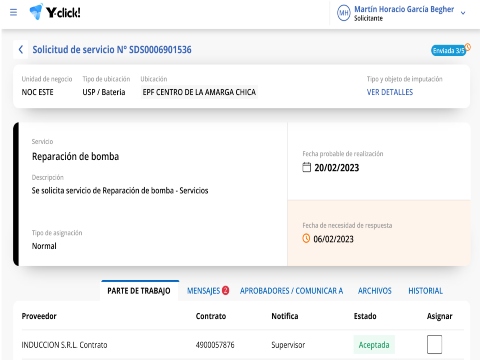 Y-click!
MH
Martín Horacio García Begher
Solicitante
Solicitud de servicio N° SDS0006901536
Enviada 3/5
Unidad de negocio
Tipo de ubicación
Ubicación
Tipo y objeto de imputación
NOC ESTE
USP / Bateria
EPF CENTRO DE LA AMARGA CHICA
VER DETALLES
Servicio
Reparación de bomba
Descripción
Se solicita servicio de Reparación de bomba - Servicios
Tipo de asignación
Normal
Fecha probable de realización
20/02/2023
Fecha de necesidad de respuesta
06/02/2023
PARTE DE TRABAJO
MENSAJES 2
APROBADORES / COMUNICAR A
ARCHIVOS
HISTORIAL
Proveedor
Contrato
Notifica
Estado
Asignar
INDUCCION S.R.L. Contrato
4900057876
Supervisor
Aceptada